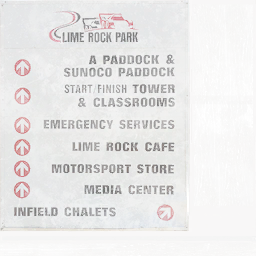 LIME ROCK PARK
A PADDOCK &
SUNOCO PADDOCK
START/FINISH TOWER
& CLASSROOMS
EMERGENCY SERVICES
LIME ROCK CAFE
MOTORSPORT STORE
MEDIA CENTER
INFIELD CHALETS